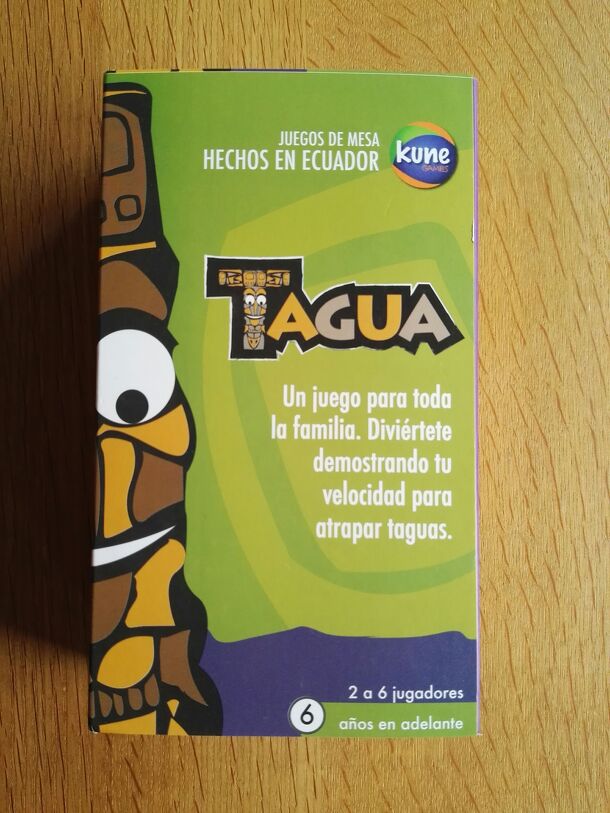 JUEGOS DE MESA
HECHOS EN ECUADOR
kune
GAMES
TAGUA
Un juego para toda
la familia. Diviértete
demostrando tu
velocidad para
atrapar taguas.
2 a 6 jugadores
6
años en adelante